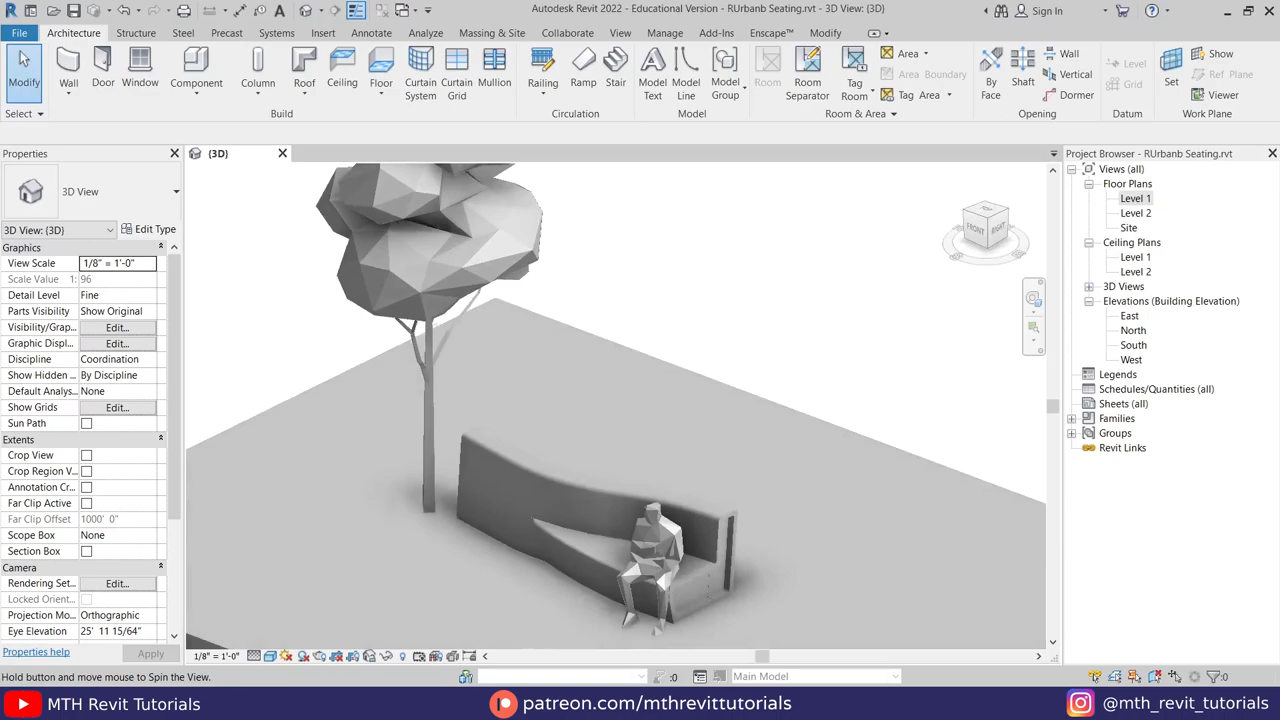 Autodesk Revit 2022 - Educational Version - RUrbanb Seating.rvt - 3D View: {3D}
Sign In
File Architecture Structure Steel Precast Systems Insert Annotate Analyze Massing & Site Collaborate View Manage Add-Ins Enscape™ Modify
Modify Wall Door Window Component Column Roof Ceiling Curtain System Curtain Grid Mullion Railing Ramp Stair Model Text Model Line Model Group Room Room Separator Tag Room Area Area Boundary Tag Area By Face Shaft Wall Vertical Dormer Level Grid Set Show Ref Plane Viewer
Select Build Circulation Model Room & Area Opening Datum Work Plane
Properties
{3D}
Project Browser - RUrbanb Seating.rvt
3D View
3D View: {3D}
Edit Type
Graphics
View Scale 1/8" = 1'-0"
Scale Value 1: 96
Detail Level Fine
Parts Visibility Show Original
Visibility/Grap... Edit...
Graphic Displ... Edit...
Discipline Coordination
Show Hidden ... By Discipline
Default Analys... None
Show Grids Edit...
Sun Path
Extents
Crop View
Crop Region V...
Annotation Cr...
Far Clip Active
Far Clip Offset 1000' 0"
Scope Box None
Section Box
Camera
Rendering Set... Edit...
Locked Orient...
Projection Mo... Orthographic
Eye Elevation 25' 11 15/64"
Properties help
Apply
TOP
FRONT
RIGHT
Views (all)
Floor Plans
Level 1
Level 2
Site
Ceiling Plans
Level 1
Level 2
3D Views
Elevations (Building Elevation)
East
North
South
West
Legends
Schedules/Quantities (all)
Sheets (all)
Families
Groups
Revit Links
1/8" = 1'-0"
Hold button and move mouse to Spin the View.
:0
Main Model
:0
MTH Revit Tutorials
patreon.com/mthrevittutorials
@mth_revit_tutorials